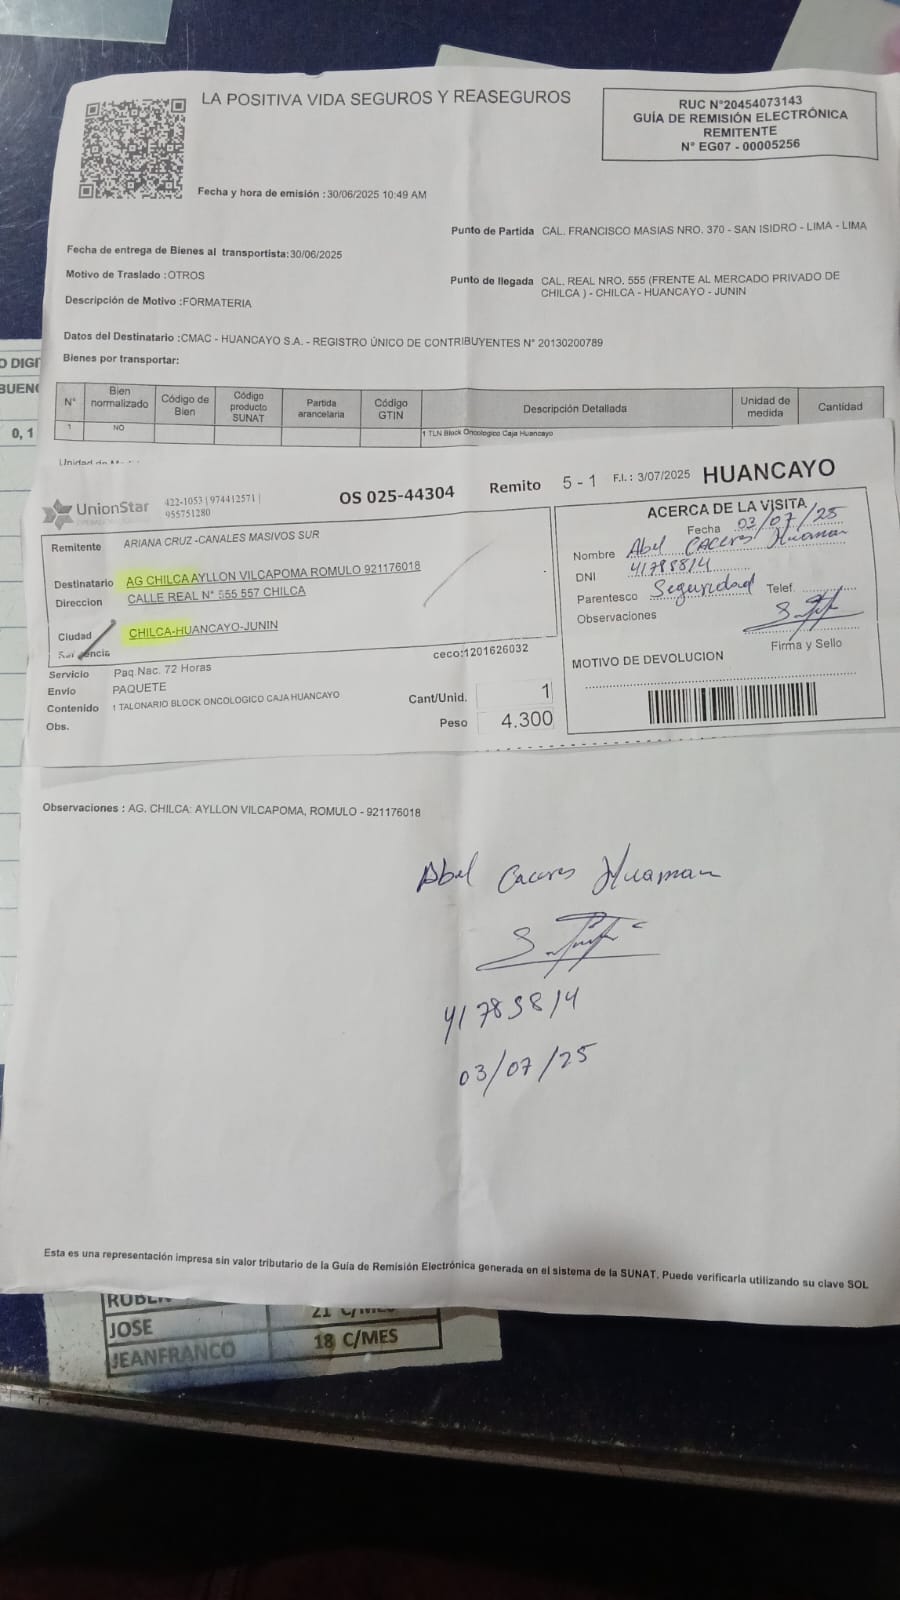 LA POSITIVA VIDA SEGUROS Y REASEGUROS
RUC N°20454073143
GUÍA DE REMISIÓN ELECTRÓNICA
REMITENTE
N° EG07 - 00005256
Fecha y hora de emisión :30/06/2025 10:49 AM
Punto de Partida CAL. FRANCISCO MASIAS NRO. 370 - SAN ISIDRO - LIMA - LIMA
Fecha de entrega de Bienes al transportista:30/06/2025
Motivo de Traslado :OTROS
Punto de llegada CAL. REAL NRO. 555 (FRENTE AL MERCADO PRIVADO DE
CHILCA ) - CHILCA - HUANCAYO - JUNIN
Descripción de Motivo :FORMATERIA
Datos del Destinatario :CMAC - HUANCAYO S.A. - REGISTRO ÚNICO DE CONTRIBUYENTES N° 20130200789
Bienes por transportar:
N° Bien normalizado Código de Bien Código producto SUNAT Partida arancelaria Código GTIN Descripción Detallada Unidad de medida Cantidad
1 NO 1 TLN Block Oncologico Caja Huancayo
UnionStar 422-1053 | 974412571 |
955751280
OS 025-44304 Remito 5 - 1 F.I.: 3/07/2025 HUANCAYO
Remitente ARIANA CRUZ -CANALES MASIVOS SUR
Destinatario AG CHILCA AYLLON VILCAPOMA ROMULO 921176018
Direccion CALLE REAL N° 555 557 CHILCA
Ciudad CHILCA-HUANCAYO-JUNIN
ceco:1201626032
Servicio Paq Nac. 72 Horas
Envío PAQUETE
Contenido 1 TALONARIO BLOCK ONCOLOGICO CAJA HUANCAYO
Obs.
Cant/Unid. 1
Peso 4.300
ACERCA DE LA VISITA
Fecha 03/07/25
Nombre Abel Caceres Huaman
DNI 41783814
Parentesco Seguridad Telef.
Observaciones
Firma y Sello
MOTIVO DE DEVOLUCION
Observaciones : AG. CHILCA: AYLLON VILCAPOMA, ROMULO - 921176018
Abel Caceres Huaman
41783814
03/07/25
Esta es una representación impresa sin valor tributario de la Guía de Remisión Electrónica generada en el sistema de la SUNAT. Puede verificarla utilizando su clave SOL
JOSE
JEANFRANCO 18 C/MES